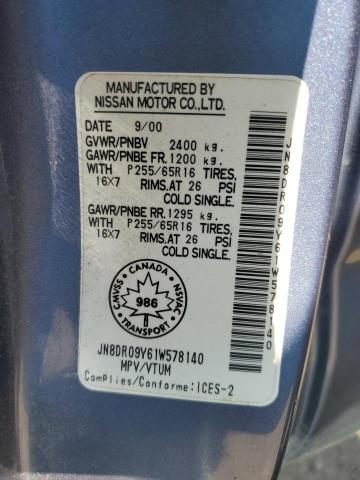 MANUFACTURED BY
NISSAN MOTOR CO.,LTD.
DATE 9/00
GVWR/PNBV 2400 kg.
GAWR/PNBE FR.1200 kg.
WITH P255/65R16 TIRES,
16X7 RIMS.AT 26 PSI
COLD SINGLE.
GAWR/PNBE RR.1295 kg.
WITH P255/65R16 TIRES,
16X7 RIMS.AT 26 PSI
COLD SINGLE.
CANADA
CMVSS
986
NSVAC
JN8DR09Y61W578140
MPV/VTUM
Complies/Conforme:ICES-2
JN8DR09Y61W578140